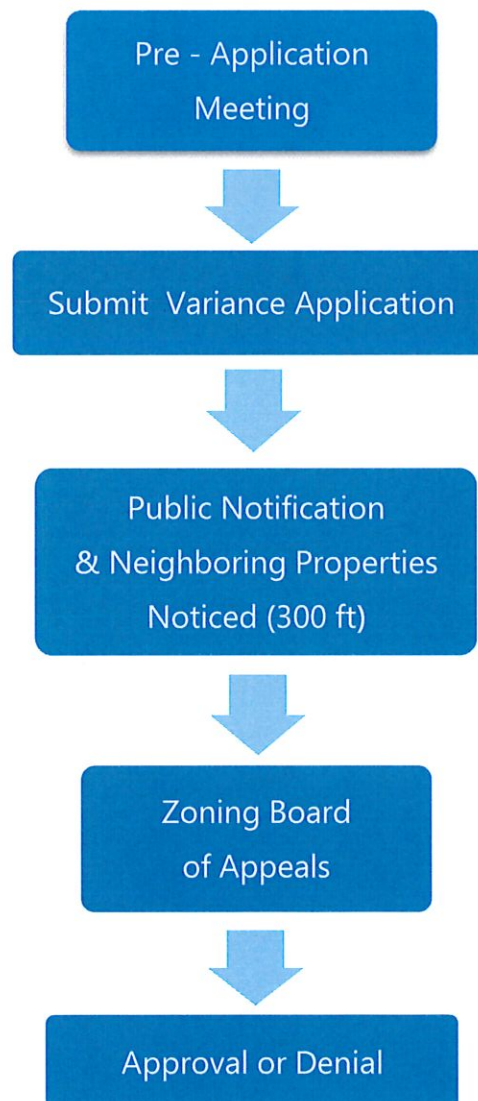 Pre - Application
Meeting
Submit Variance Application
Public Notification
& Neighboring Properties
Noticed (300 ft)
Zoning Board
of Appeals
Approval or Denial